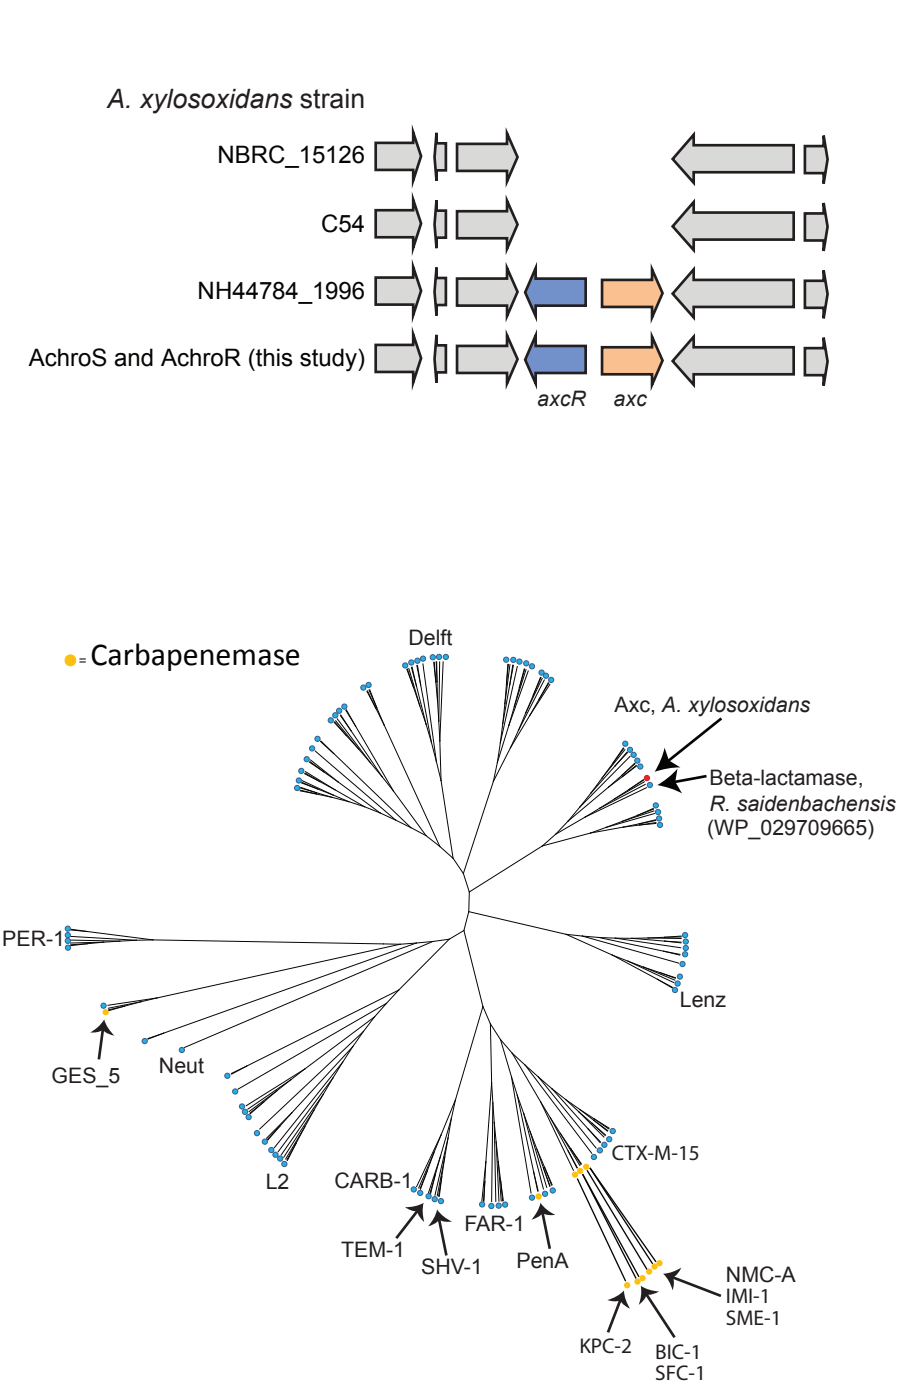 A. xylosoxidans strain
NBRC_15126
C54
NH44784_1996
AchroS and AchroR (this study)
axcR axc
= Carbapenemase
Delft
Axc, A. xylosoxidans
Beta-lactamase,
R. saidenbachensis
(WP_029709665)
PER-1
Lenz
GES_5
Neut
L2
CARB-1
TEM-1
SHV-1
FAR-1
PenA
CTX-M-15
NMC-A
IMI-1
SME-1
KPC-2
BIC-1
SFC-1